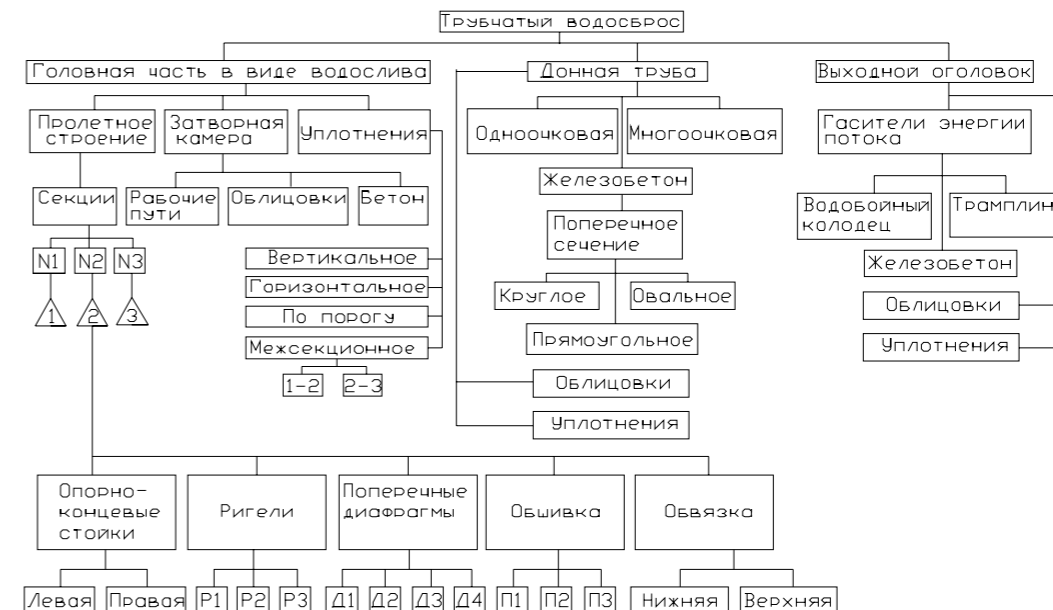 Трубчатый водосброс
Головная часть в виде водослива
Донная труба
Выходной оголовок
Пролетное
строение
Затворная
камера
Уплотнения
Одноочковая
Многоочковая
Гасители энергии
потока
Железобетон
Секции
Рабочие
пути
Облицовки
Бетон
Поперечное
сечение
Водобойный
колодец
Трамплин
N1
N2
N3
Вертикальное
Железобетон
Горизонтальное
Круглое
Овальное
Облицовки
1
2
3
По порогу
Прямоугольное
Межсекционное
Уплотнения
1-2
2-3
Облицовки
Уплотнения
Опорно-
концевые
стойки
Ригели
Поперечные
диафрагмы
Обшивка
Обвязка
Левая
Правая
Р1
Р2
Р3
Д1
Д2
Д3
Д4
П1
П2
П3
Нижняя
Верхняя